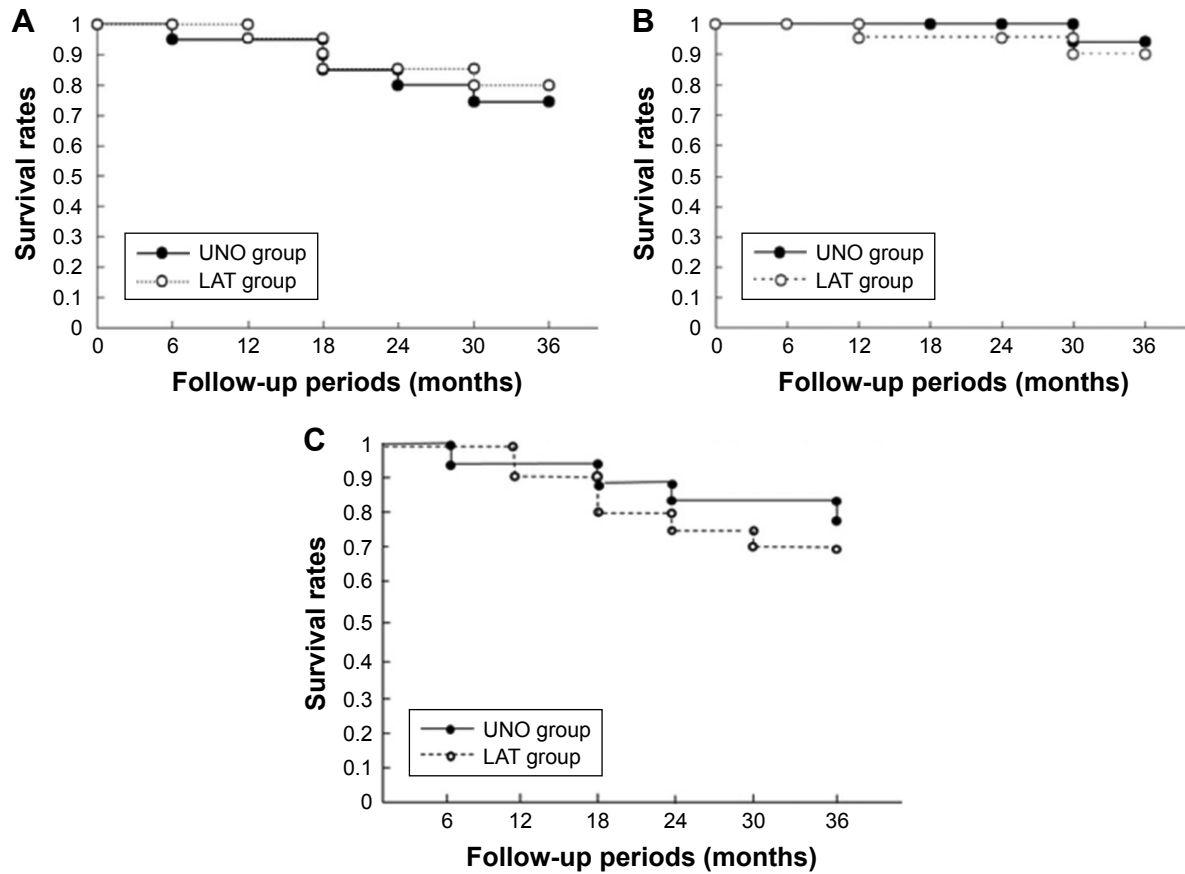 A
Survival rates
1
0.9
0.8
0.7
0.6
0.5
0.4
0.3
0.2
0.1
0
UNO group
LAT group
0 6 12 18 24 30 36
Follow-up periods (months)
B
Survival rates
1
0.9
0.8
0.7
0.6
0.5
0.4
0.3
0.2
0.1
0
UNO group
LAT group
0 6 12 18 24 30 36
Follow-up periods (months)
C
Survival rates
1
0.9
0.8
0.7
0.6
0.5
0.4
0.3
0.2
0.1
0
UNO group
LAT group
6 12 18 24 30 36
Follow-up periods (months)